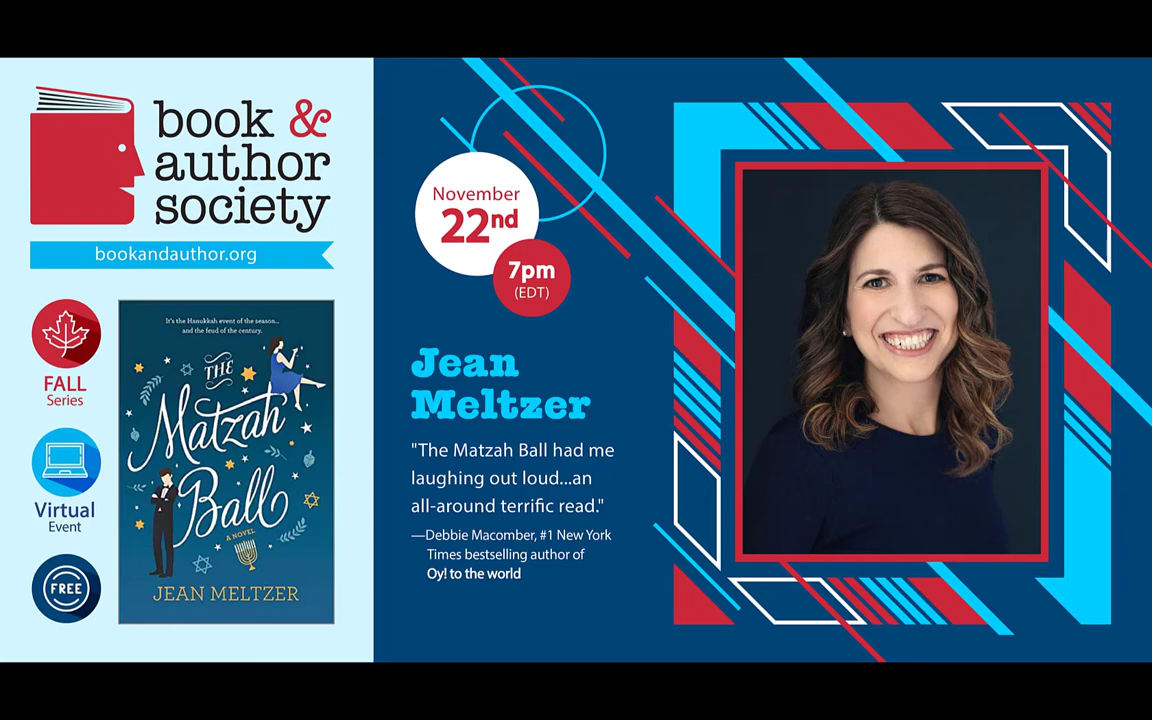 book &
author
society
bookandauthor.org
FALL
Series
Virtual
Event
FREE
It's the Hanukkah event of the season...
and the feud of the century.
THE
Matzah
Ball
A NOVEL
JEAN MELTZER
November
22nd
7pm
(EDT)
Jean
Meltzer
"The Matzah Ball had me
laughing out loud...an
all-around terrific read."
—Debbie Macomber, #1 New York
Times bestselling author of
Oy! to the world